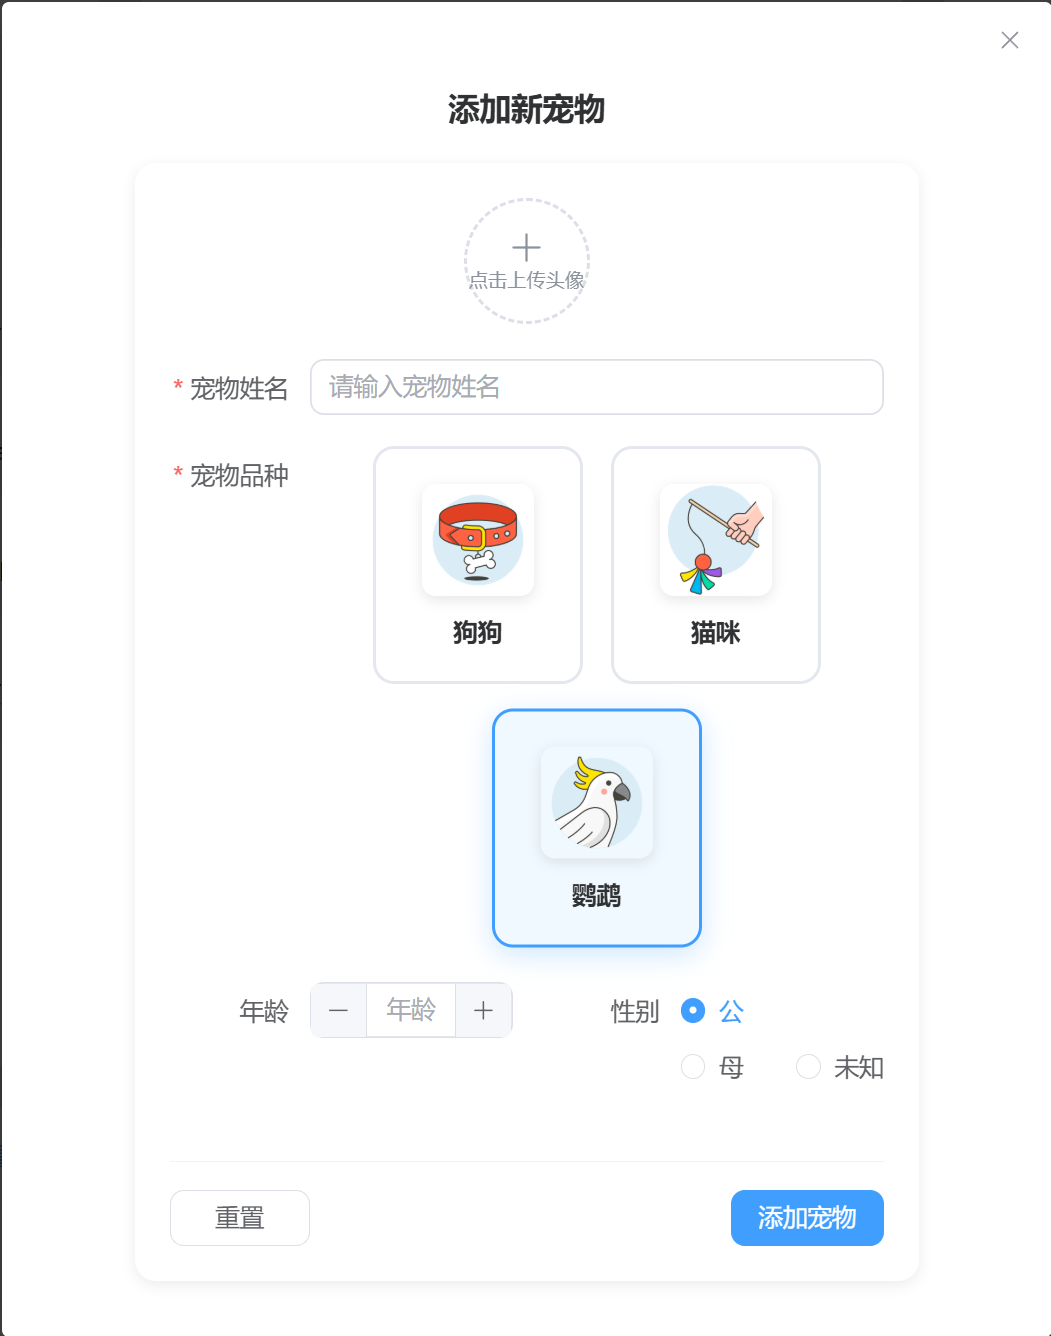 添加新宠物
点击上传头像
* 宠物姓名 请输入宠物姓名
* 宠物品种
狗狗 猫咪
鹦鹉
年龄 年龄 性别 公
母 未知
重置 添加宠物